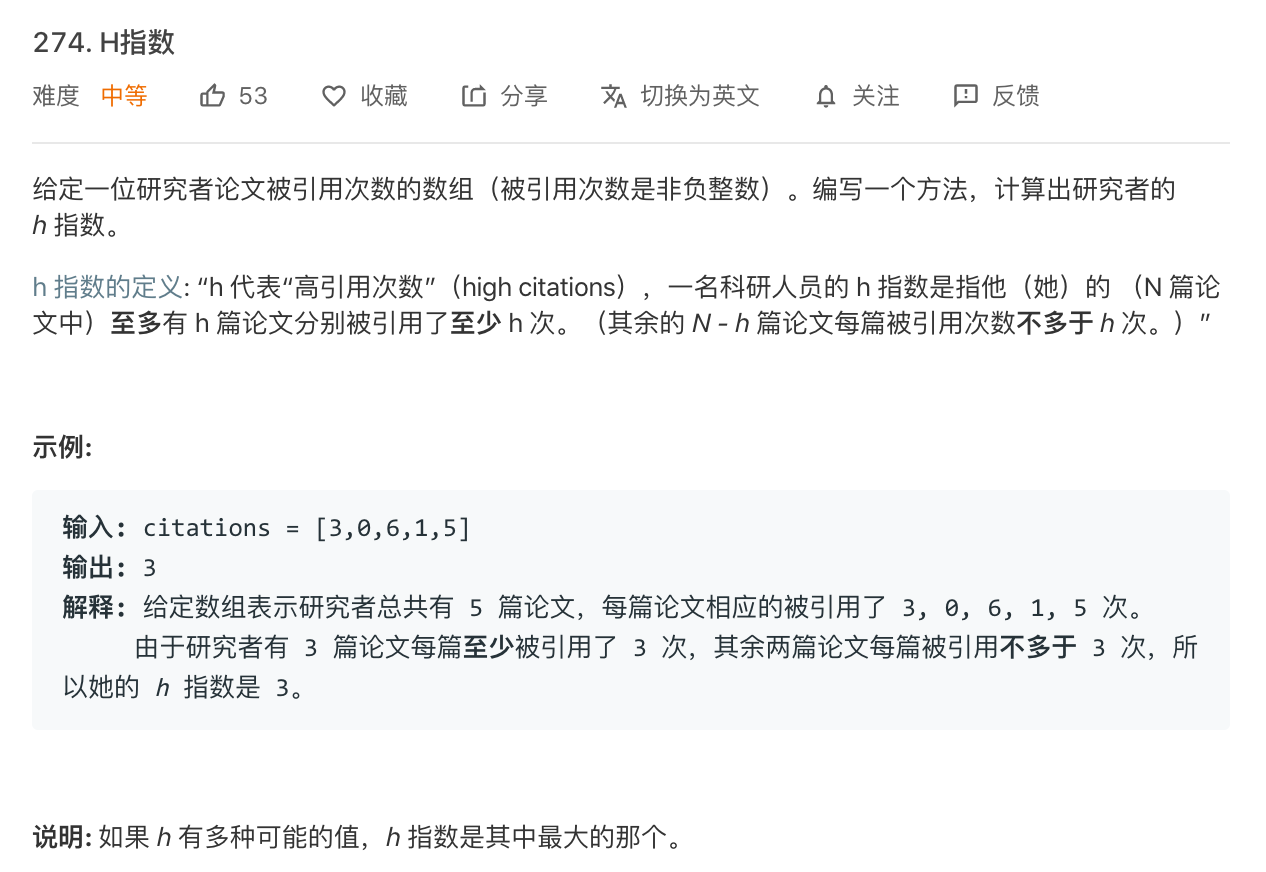 274. H指数
难度 中等 53 收藏 分享 切换为英文 关注 反馈
给定一位研究者论文被引用次数的数组（被引用次数是非负整数）。编写一个方法，计算出研究者的
h 指数。
h 指数的定义: “h 代表“高引用次数”（high citations），一名科研人员的 h 指数是指他（她）的 （N 篇论
文中）至多有 h 篇论文分别被引用了至少 h 次。（其余的 N - h 篇论文每篇被引用次数不多于 h 次。）”
示例:
输入: citations = [3,0,6,1,5]
输出: 3
解释: 给定数组表示研究者总共有 5 篇论文，每篇论文相应的被引用了 3, 0, 6, 1, 5 次。
由于研究者有 3 篇论文每篇至少被引用了 3 次，其余两篇论文每篇被引用不多于 3 次，所
以她的 h 指数是 3。
说明: 如果 h 有多种可能的值，h 指数是其中最大的那个。